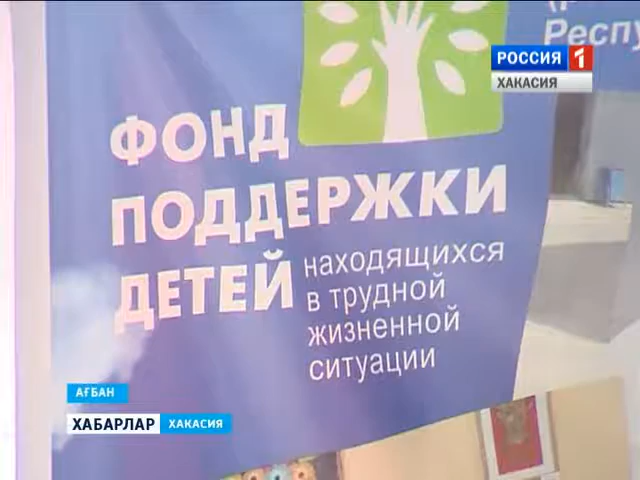 Респу
РОССИЯ 1
ХАКАСИЯ
ФОНД
ПОДДЕРЖКИ
ДЕТЕЙ
находящихся
в трудной
жизненной
ситуации
АҒБАН
ХАБАРЛАР ХАКАСИЯ